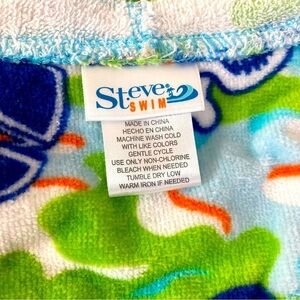 Steve's
SWIM
MADE IN CHINA
HECHO EN CHINA
MACHINE WASH COLD
WITH LIKE COLORS
GENTLE CYCLE
USE ONLY NON-CHLORINE
BLEACH WHEN NEEDED
TUMBLE DRY LOW
WARM IRON IF NEEDED